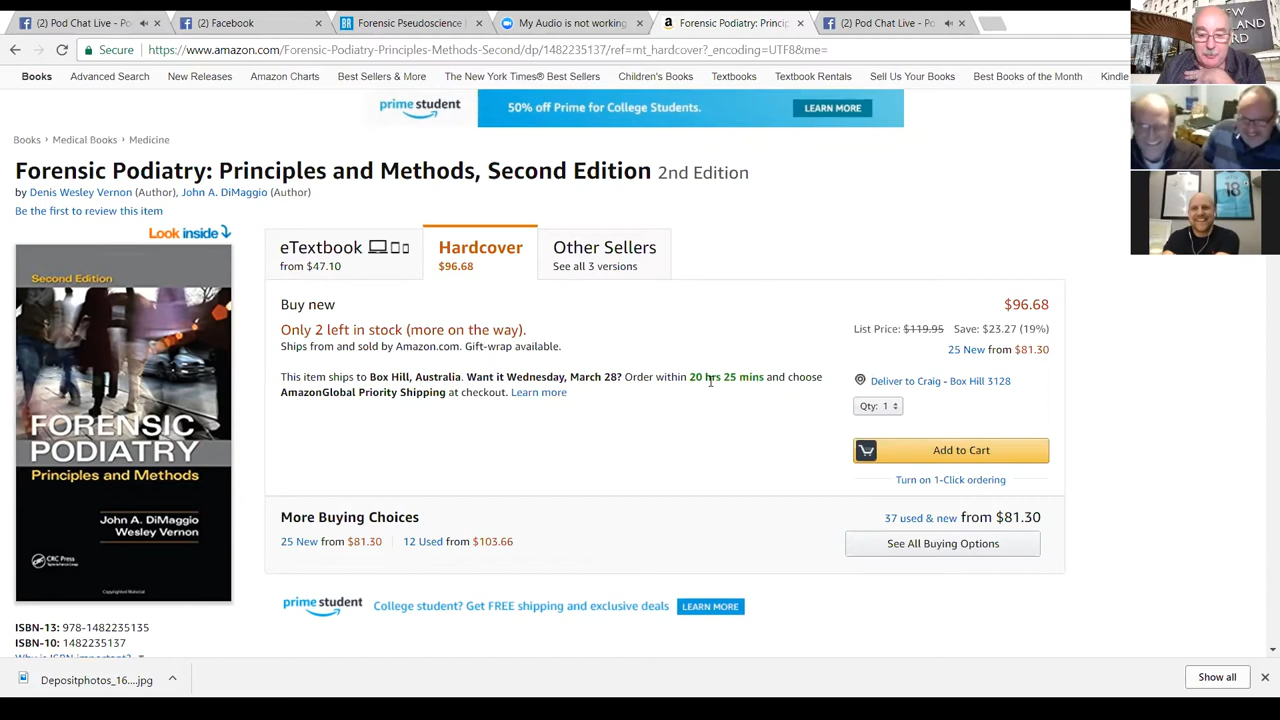 (2) Pod Chat Live - Po
(2) Facebook
Forensic Pseudoscience
My Audio is not working
Forensic Podiatry: Princip
(2) Pod Chat Live - Po
Secure
https://www.amazon.com/Forensic-Podiatry-Principles-Methods-Second/dp/1482235137/ref=mt_hardcover?_encoding=UTF8&me=
Books Advanced Search New Releases Amazon Charts Best Sellers & More The New York Times® Best Sellers Children's Books Textbooks Textbook Rentals Sell Us Your Books Best Books of the Month Kindle
prime student 50% off Prime for College Students. LEARN MORE
Books › Medical Books › Medicine
Forensic Podiatry: Principles and Methods, Second Edition 2nd Edition
by Denis Wesley Vernon (Author), John A. DiMaggio (Author)
Be the first to review this item
Look inside
Second Edition
FORENSIC
PODIATRY
Principles and Methods
John A. DiMaggio
Wesley Vernon
CRC Press
ISBN-13: 978-1482235135
ISBN-10: 1482235137
Why is ISBN important?
eTextbook
from $47.10
Hardcover
$96.68
Other Sellers
See all 3 versions
Buy new
$96.68
Only 2 left in stock (more on the way).
Ships from and sold by Amazon.com. Gift-wrap available.
List Price: $119.95 Save: $23.27 (19%)
25 New from $81.30
This item ships to Box Hill, Australia. Want it Wednesday, March 28? Order within 20 hrs 25 mins and choose
AmazonGlobal Priority Shipping at checkout. Learn more
Deliver to Craig - Box Hill 3128
Qty: 1
Add to Cart
Turn on 1-Click ordering
More Buying Choices
25 New from $81.30 12 Used from $103.66
37 used & new from $81.30
See All Buying Options
prime student College student? Get FREE shipping and exclusive deals LEARN MORE
Depositphotos_16....jpg
Show all
18